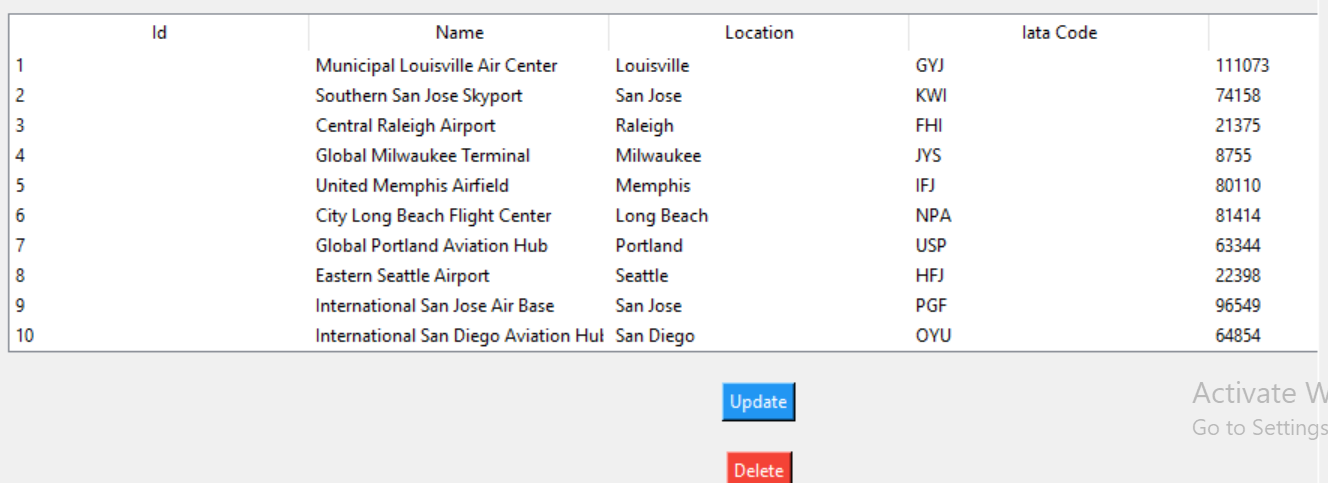 Id Name Location Iata Code
1 Municipal Louisville Air Center Louisville GYJ 111073
2 Southern San Jose Skyport San Jose KWI 74158
3 Central Raleigh Airport Raleigh FHI 21375
4 Global Milwaukee Terminal Milwaukee JYS 8755
5 United Memphis Airfield Memphis IFJ 80110
6 City Long Beach Flight Center Long Beach NPA 81414
7 Global Portland Aviation Hub Portland USP 63344
8 Eastern Seattle Airport Seattle HFJ 22398
9 International San Jose Air Base San Jose PGF 96549
10 International San Diego Aviation Hub San Diego OYU 64854
Update
Activate W
Go to Settings
Delete